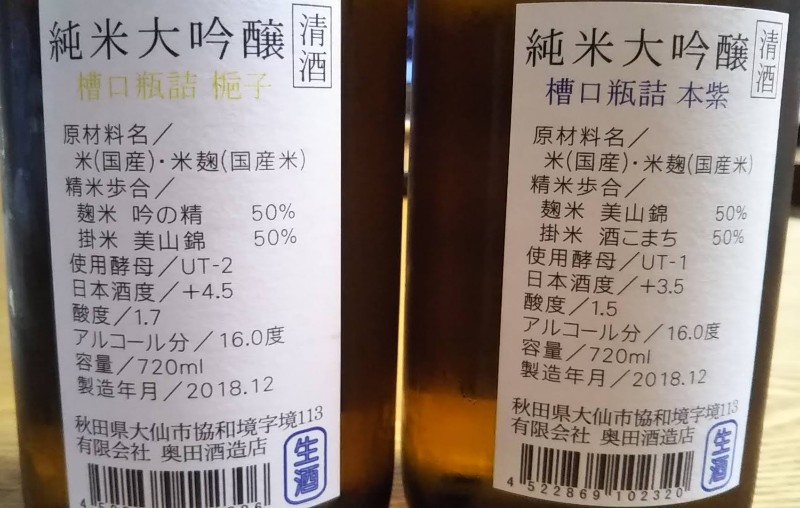 純米大吟醸 清酒
槽口瓶詰 梔子
原材料名／
米(国産)・米麹(国産米)
精米歩合／
麹米 吟の精 50%
掛米 美山錦 50%
使用酵母／UT-2
日本酒度／＋4.5
酸度／1.7
アルコール分／16.0度
容量／720ml
製造年月／2018.12
秋田県大仙市協和境字境113
有限会社 奥田酒造店
生酒
純米大吟醸 清酒
槽口瓶詰 本紫
原材料名／
米(国産)・米麹(国産米)
精米歩合／
麹米 美山錦 50%
掛米 酒こまち 50%
使用酵母／UT-1
日本酒度／＋3.5
酸度／1.5
アルコール分／16.0度
容量／720ml
製造年月／2018.12
秋田県大仙市協和境字境113
有限会社 奥田酒造店
生酒
4 522869 102320